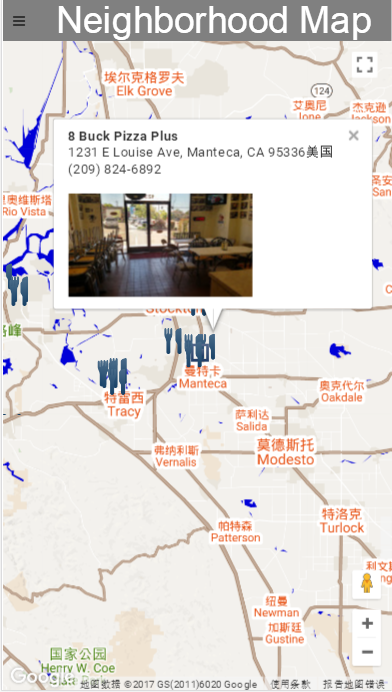 Neighborhood Map
埃尔克格罗夫
Elk Grove
124
艾奥尼
Ione
杰克逊
Jackson
8 Buck Pizza Plus
1231 E Louise Ave, Manteca, CA 95336美国
(209) 824-6892
里奥维斯塔
Rio Vista
Stockton
曼特卡
Manteca
特雷西
Tracy
奥克代尔
Oakdale
萨利达
Salida
弗纳利斯
Vernalis
莫德斯托
Modesto
帕特森
Patterson
特洛克
Turlock
纽曼
Newman
加斯廷
Gustine
国家公园
Henry W. Coe
Google
地图数据 ©2017 GS(2011)6020 Google 使用条款 报告地图错误